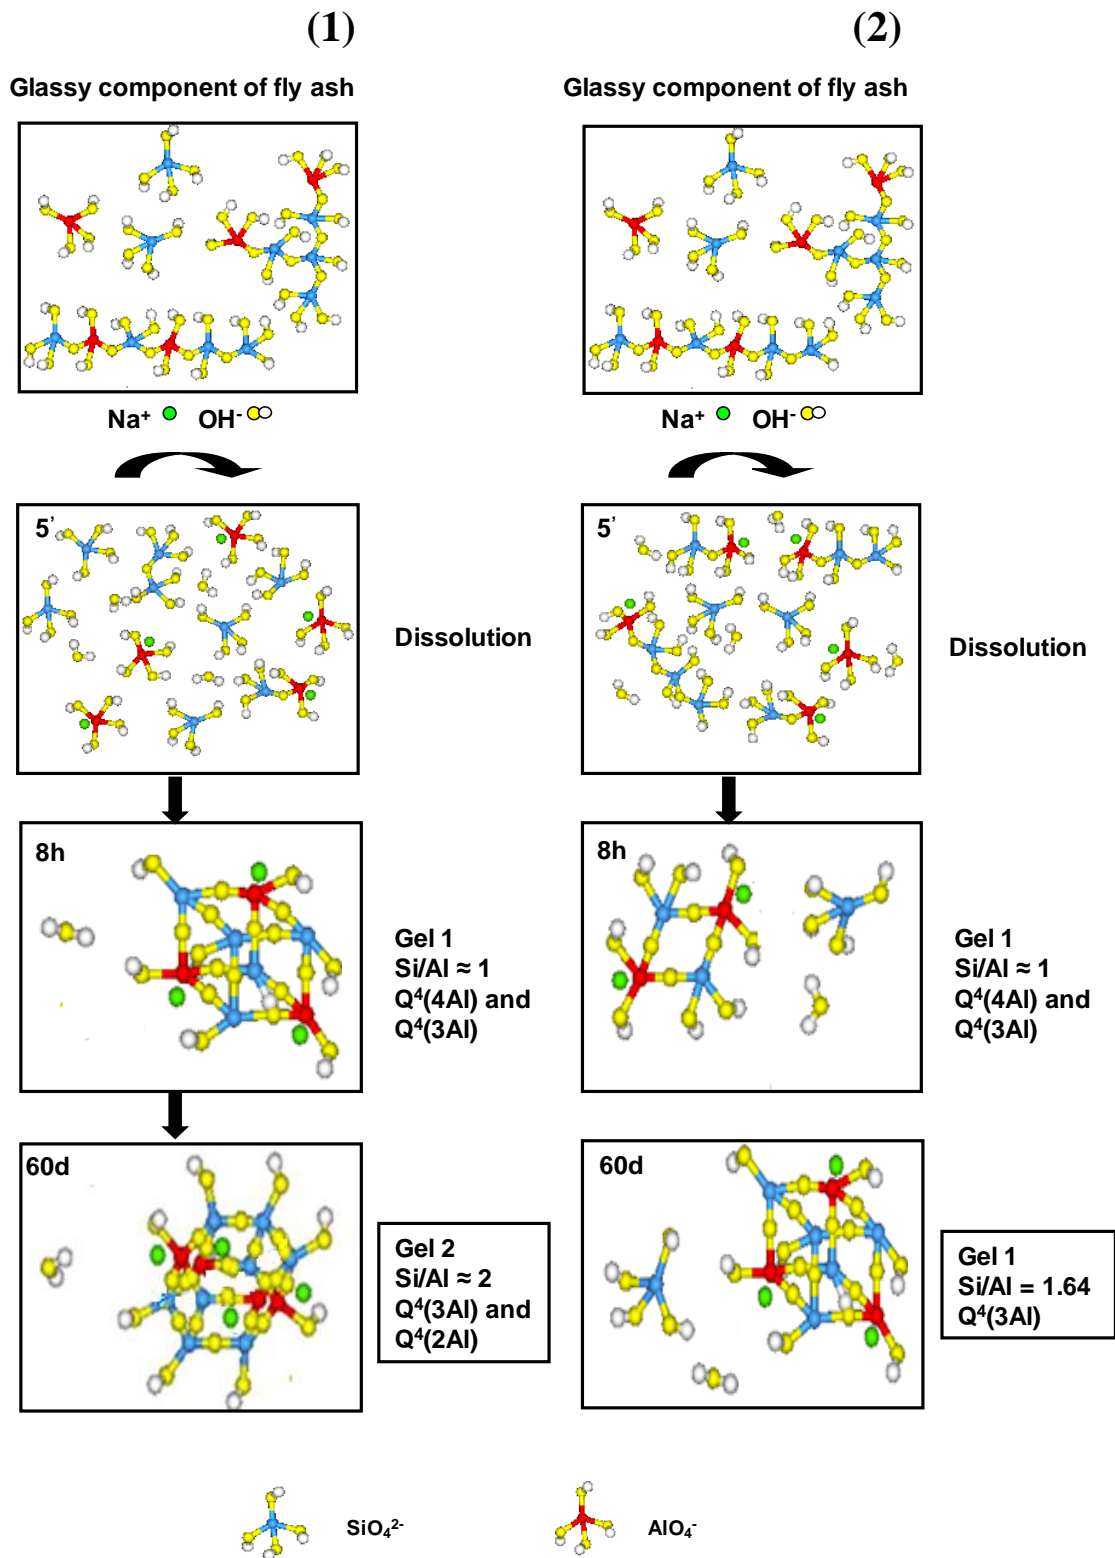 (1)
Glassy component of fly ash
Na⁺ OH⁻
5’
Dissolution
8h
Gel 1
Si/Al ≈ 1
Q⁴(4Al) and
Q⁴(3Al)
60d
Gel 2
Si/Al ≈ 2
Q⁴(3Al) and
Q⁴(2Al)
(2)
Glassy component of fly ash
Na⁺ OH⁻
5’
Dissolution
8h
Gel 1
Si/Al ≈ 1
Q⁴(4Al) and
Q⁴(3Al)
60d
Gel 1
Si/Al = 1.64
Q⁴(3Al)
SiO₄²⁻
AlO₄⁻